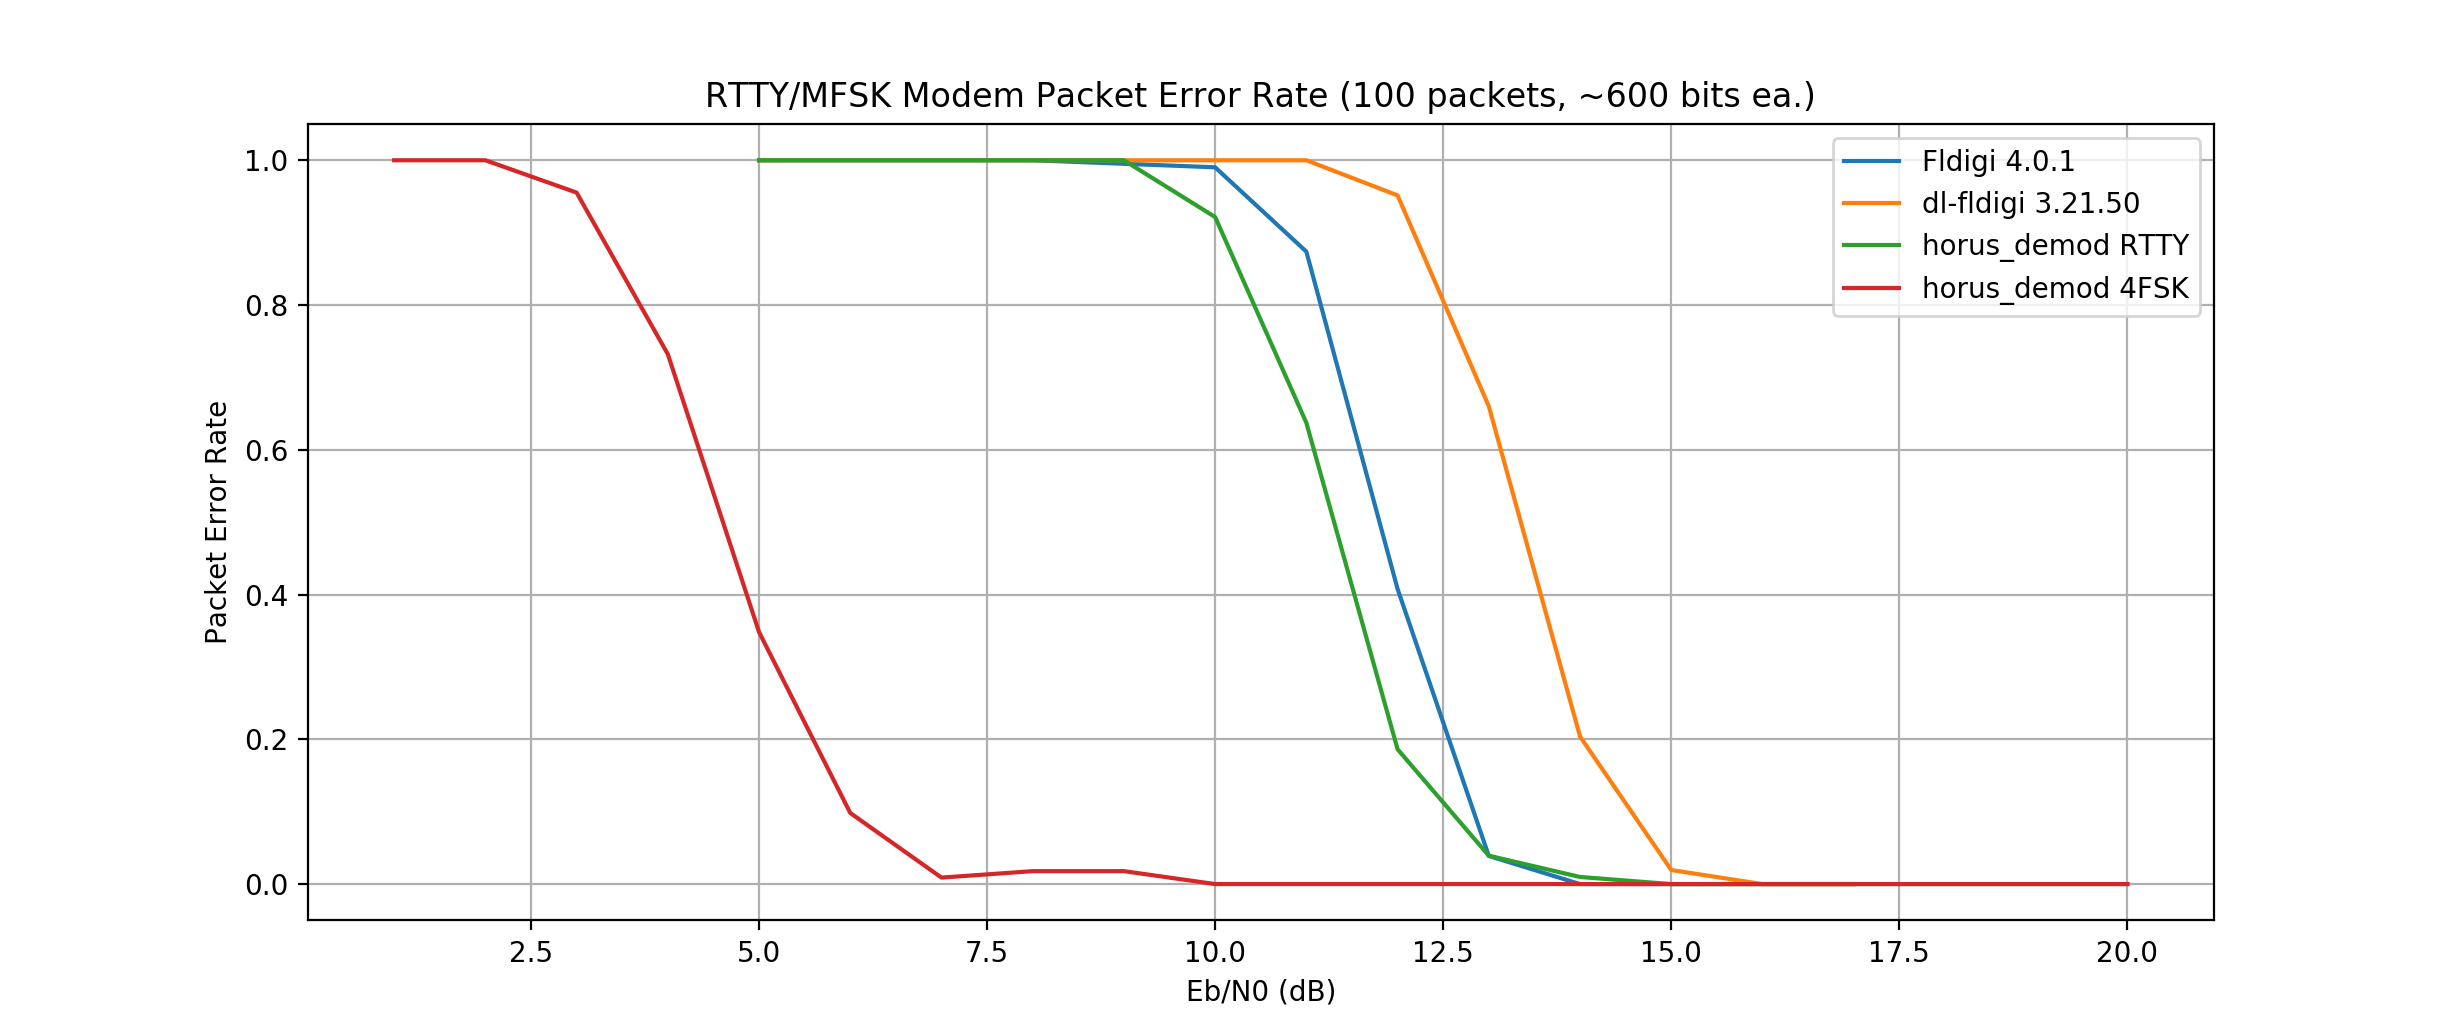 RTTY/MFSK Modem Packet Error Rate (100 packets, ~600 bits ea.)
Fldigi 4.0.1
dl-fldigi 3.21.50
horus_demod RTTY
horus_demod 4FSK
Packet Error Rate
1.0
0.8
0.6
0.4
0.2
0.0
2.5 5.0 7.5 10.0 12.5 15.0 17.5 20.0
Eb/N0 (dB)